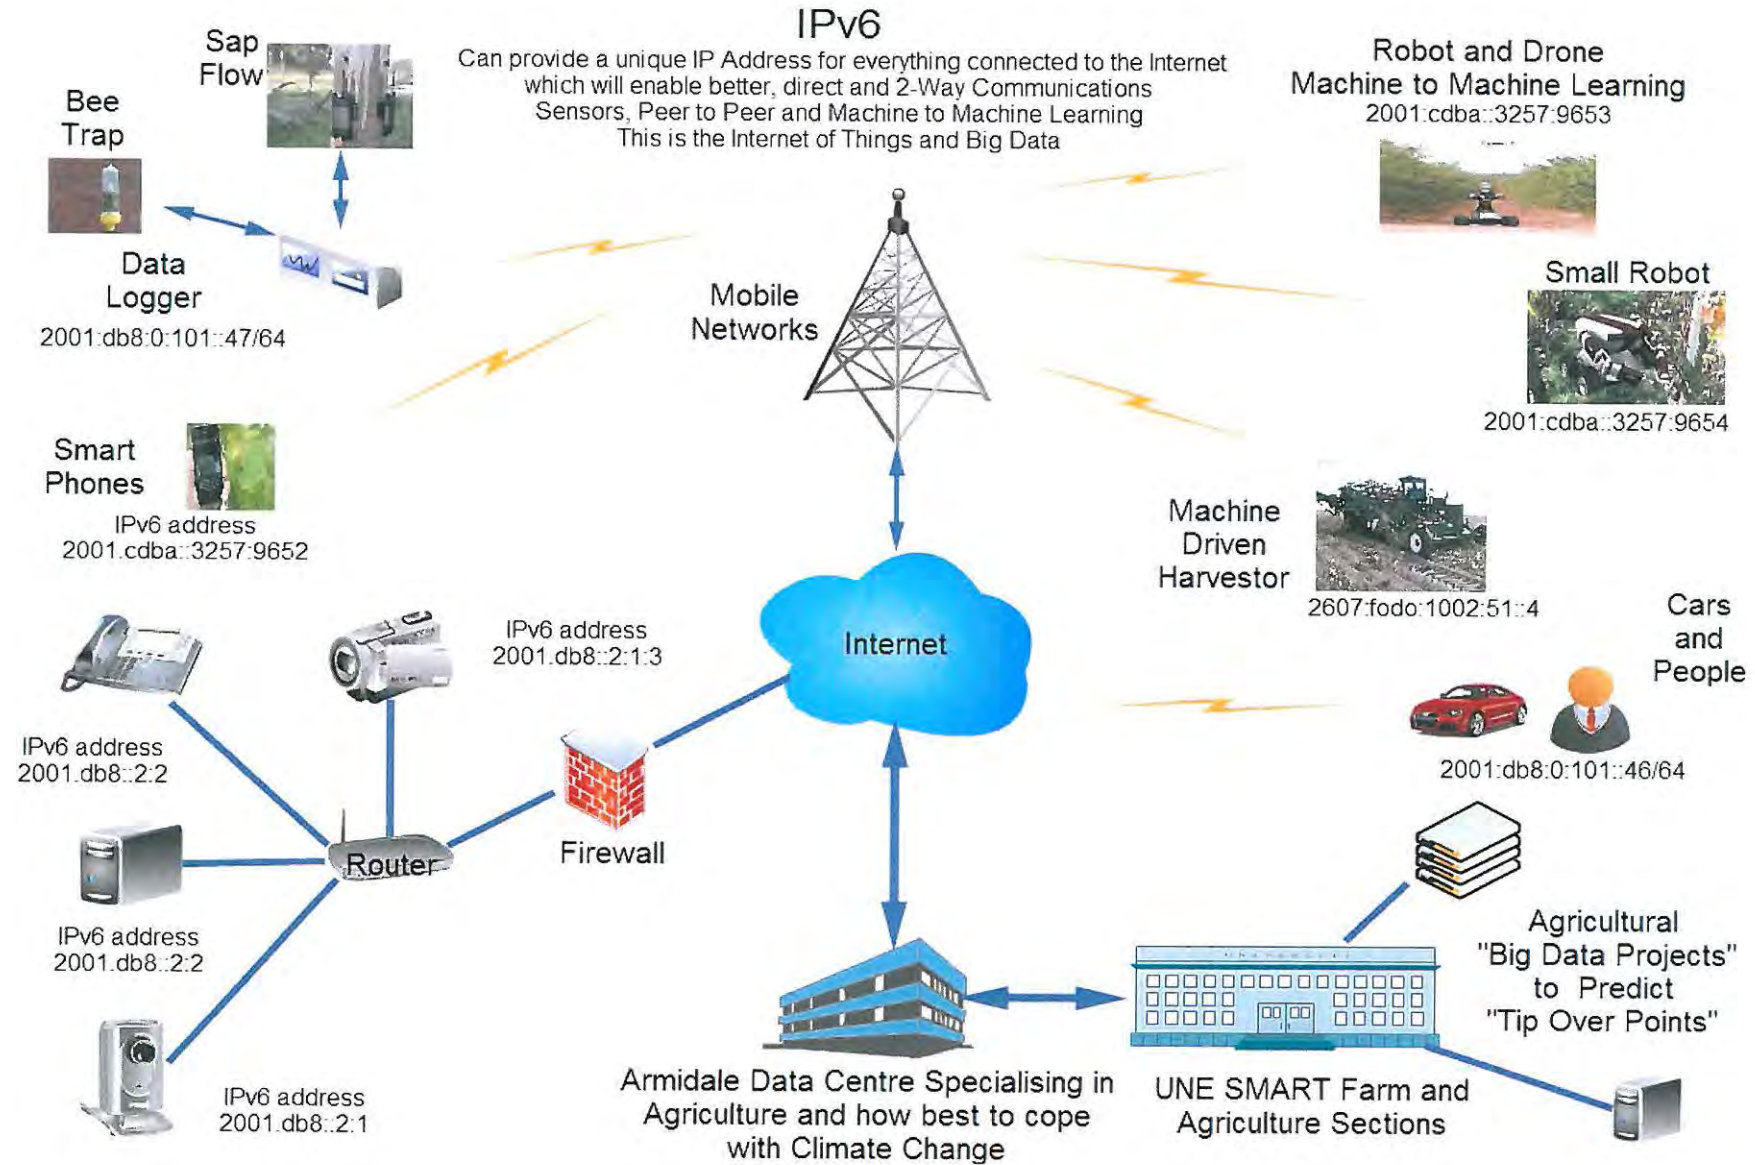 IPv6
Can provide a unique IP Address for everything connected to the Internet
which will enable better, direct and 2-Way Communications
Sensors, Peer to Peer and Machine to Machine Learning
This is the Internet of Things and Big Data
Sap
Flow
Bee
Trap
Data
Logger
2001:db8:0:101::47/64
Smart
Phones
IPv6 address
2001.cdba::3257:9652
Mobile
Networks
Robot and Drone
Machine to Machine Learning
2001:cdba::3257:9653
Small Robot
2001:cdba::3257:9654
Machine
Driven
Harvestor
2607:fodo:1002:51::4
Cars
and
People
2001:db8:0:101::46/64
Internet
IPv6 address
2001.db8::2:1:3
IPv6 address
2001.db8::2:2
Router
Firewall
IPv6 address
2001.db8::2:2
IPv6 address
2001.db8::2:1
Armidale Data Centre Specialising in
Agriculture and how best to cope
with Climate Change
UNE SMART Farm and
Agriculture Sections
Agricultural
"Big Data Projects"
to Predict
"Tip Over Points"